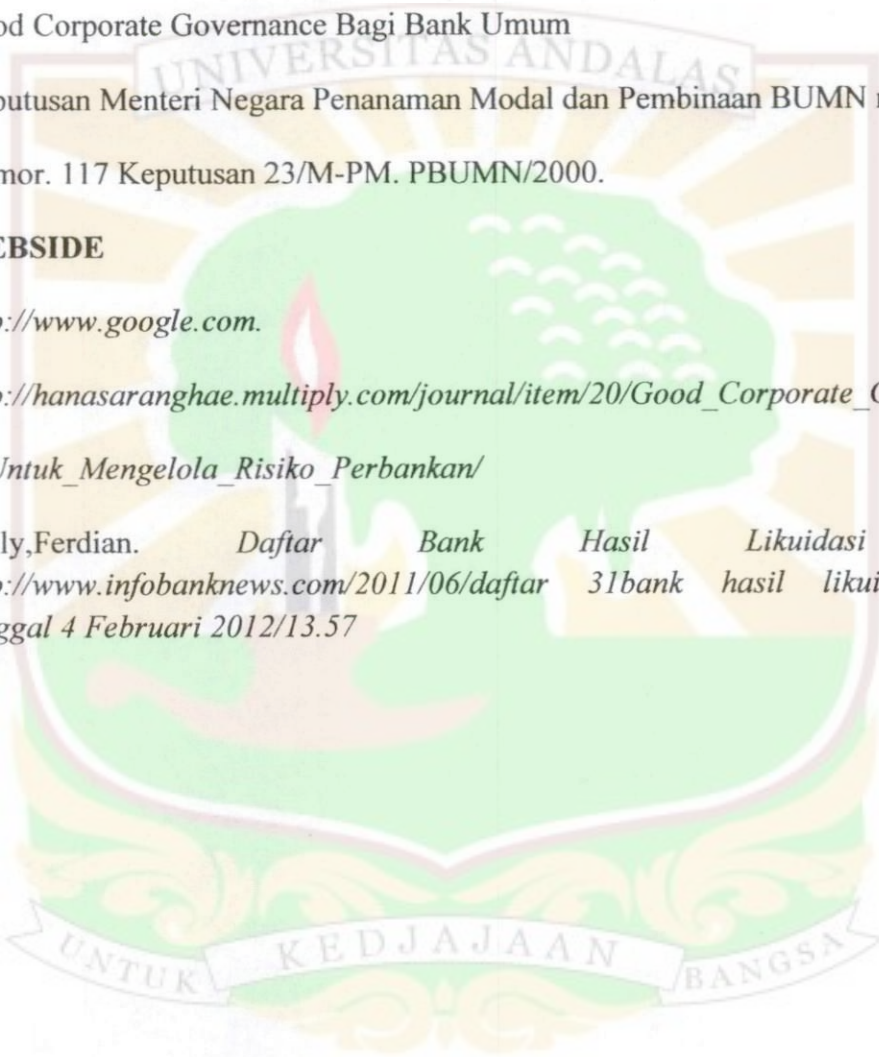 od Corporate Governance Bagi Bank Umum
UNIVERSITAS ANDALAS
putusan Menteri Negara Penanaman Modal dan Pembinaan BUMN
mor. 117 Keputusan 23/M-PM. PBUMN/2000.
EBSIDE
p://www.google.com.
p://hanasaranghae.multiply.com/journal/item/20/Good_Corporate_
Untuk_Mengelola_Risiko_Perbankan/
ly,Ferdian. Daftar Bank Hasil Likuidasi
p://www.infobanknews.com/2011/06/daftar 31bank hasil likui
ggal 4 Februari 2012/13.57
UNTUK KEDJAJAAN BANGSA